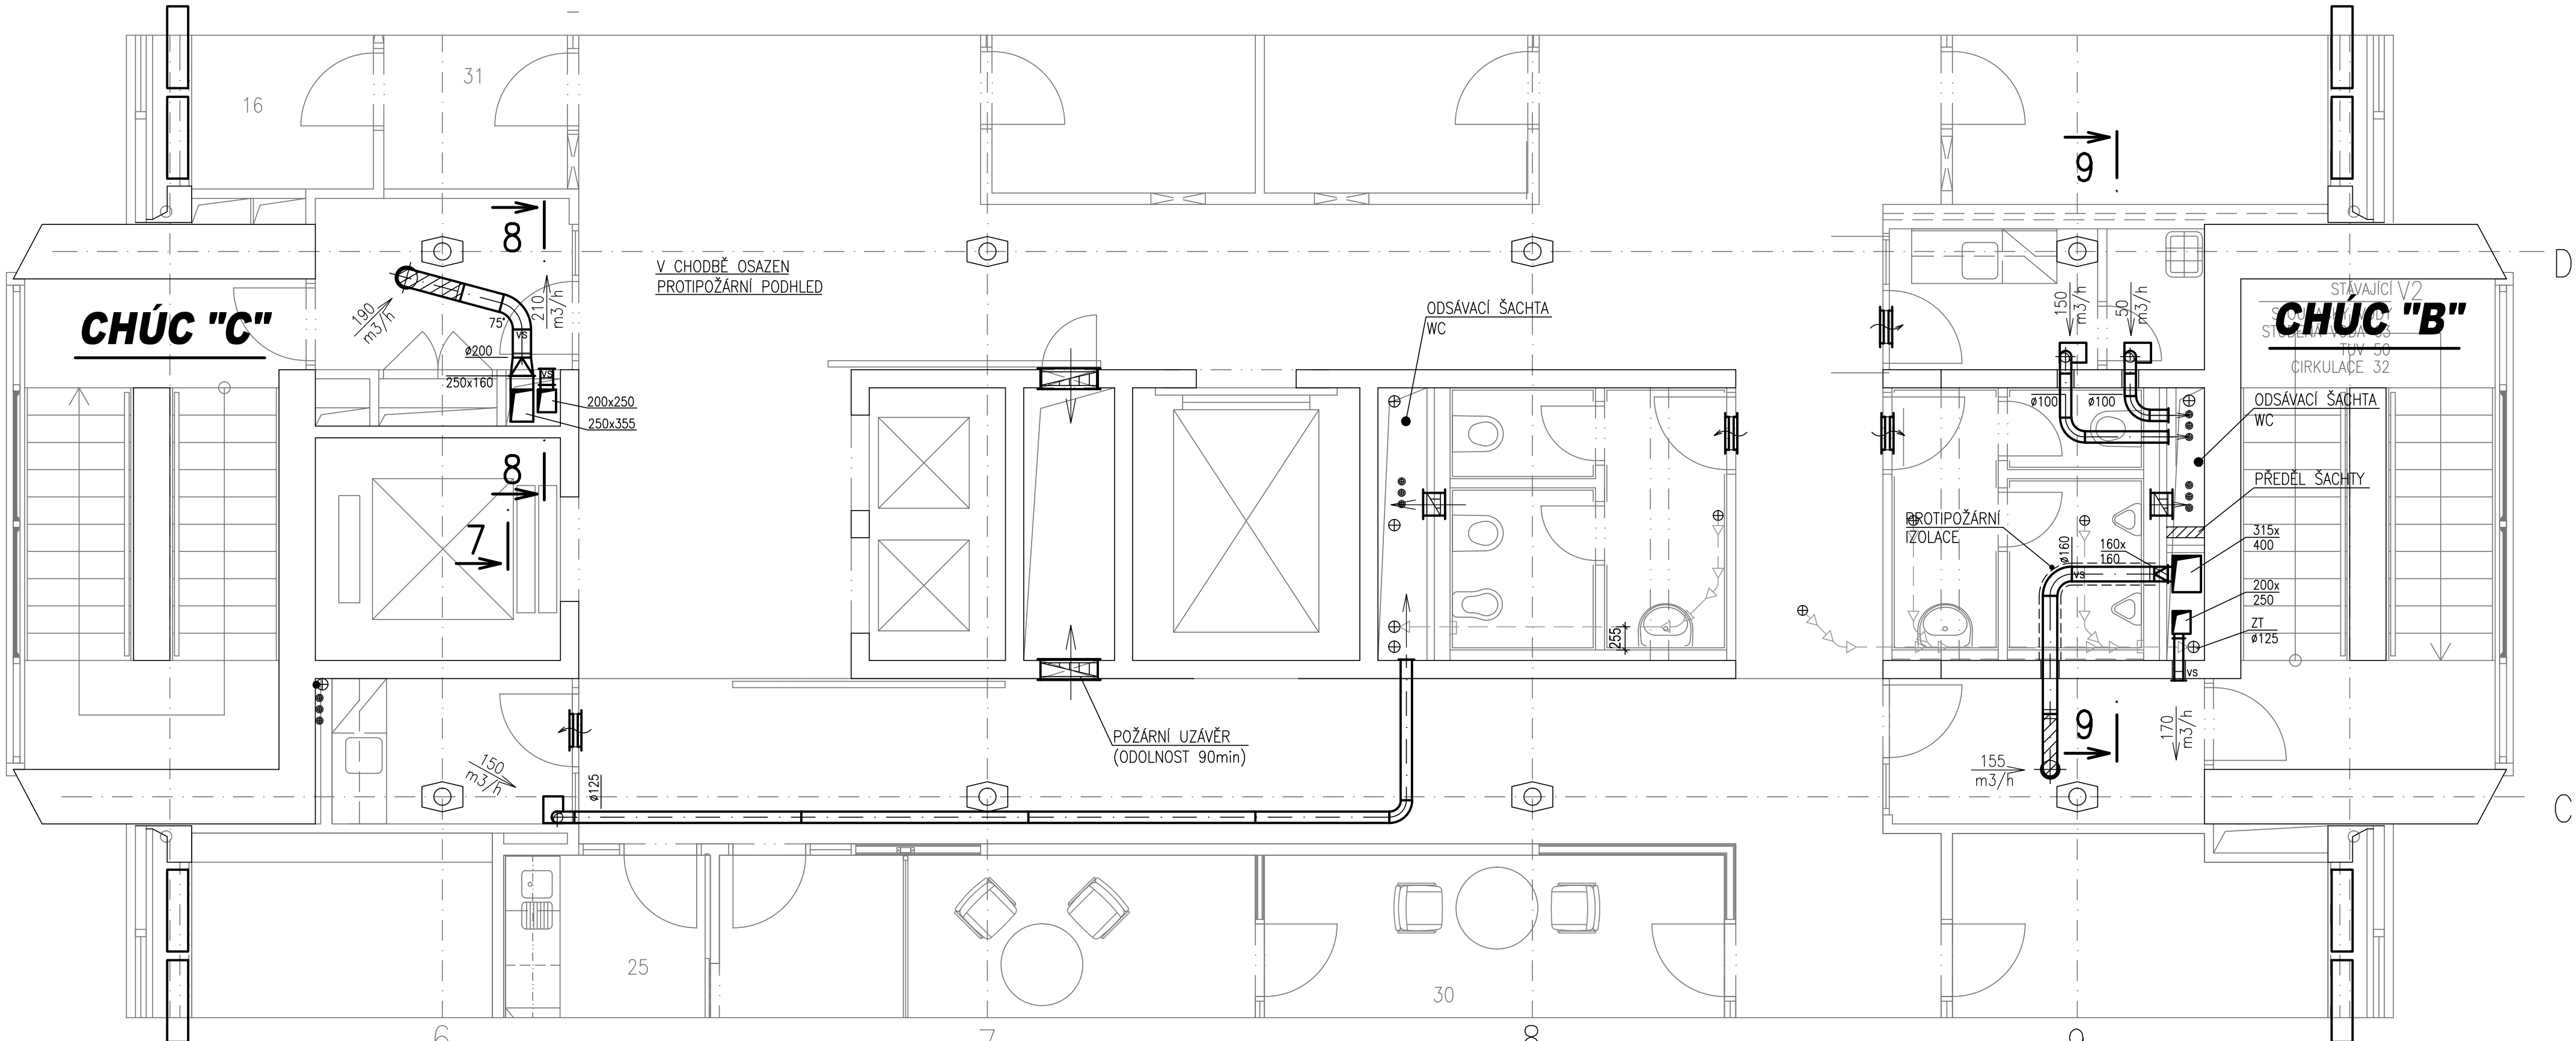 16
31
9
8
D
V CHODBĚ OSAZEN
PROTIPOŽÁRNÍ PODHLED
190
m3/h
210
m3/h
75°
VS
ø200
250x160
VS
200x250
250x355
CHÚC "C"
ODSÁVACÍ ŠACHTA
WC
150
m3/h
50
m3/h
STÁVAJÍCÍ V2
CHÚC "B"
TUV 50
CIRKULACE 32
ø100
ø100
ODSÁVACÍ ŠACHTA
WC
PŘEDĚL ŠACHTY
8
7
PROTIPOŽÁRNÍ
IZOLACE
ø160
VS
160x
160
315x
400
200x
250
ZT
ø125
VS
255
POŽÁRNÍ UZÁVĚR
(ODOLNOST 90min)
150
m3/h
ø125
155
m3/h
9
170
m3/h
C
25
30
6
7
8
9